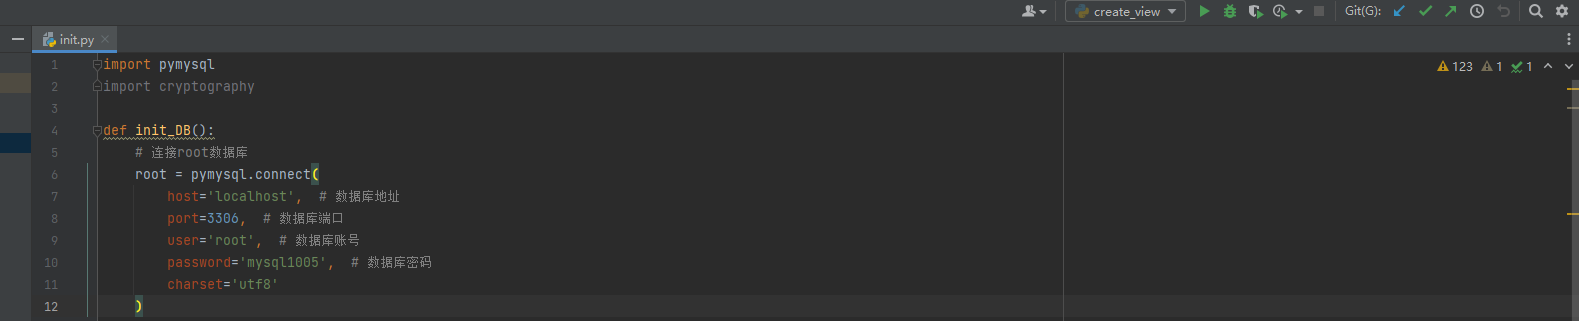 create_view
Git(G):
init.py
123 1 1
1 import pymysql
2 import cryptography
3
4 def init_DB():
5 # 连接root数据库
6 root = pymysql.connect(
7 host='localhost', # 数据库地址
8 port=3306, # 数据库端口
9 user='root', # 数据库账号
10 password='mysql1005', # 数据库密码
11 charset='utf8'
12 )